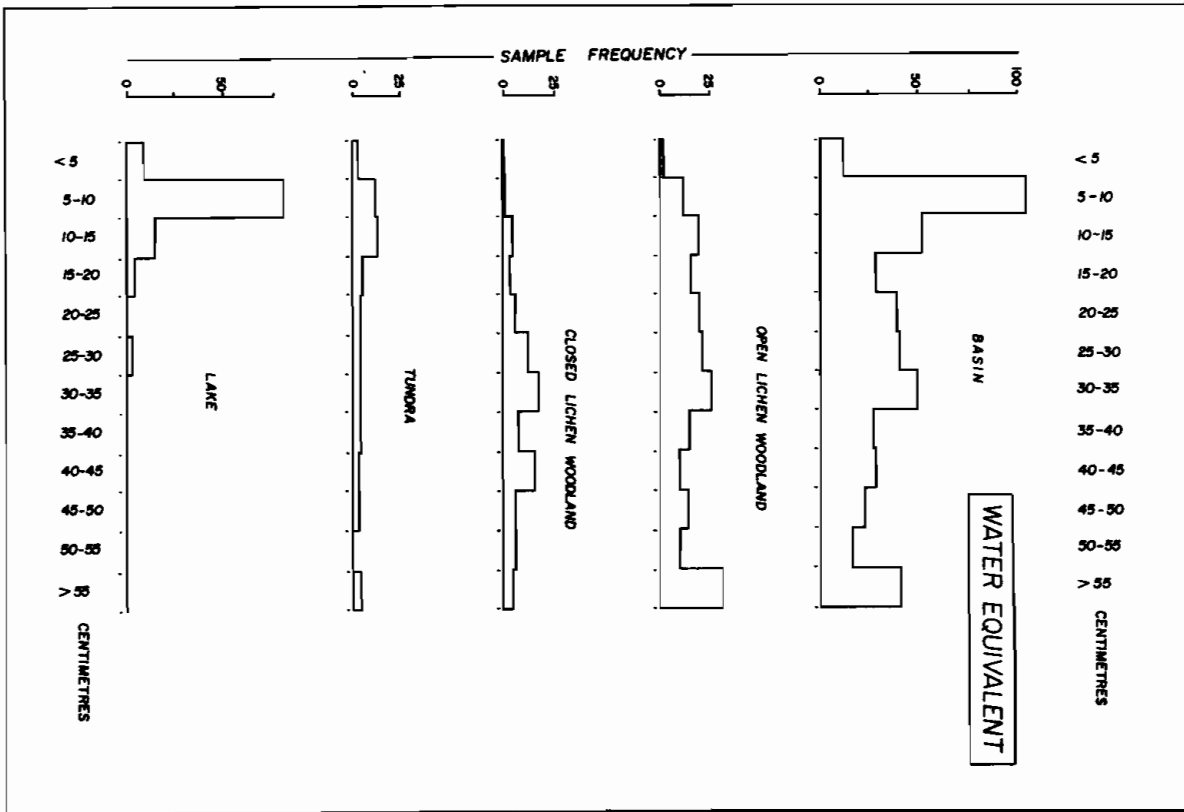 SAMPLE FREQUENCY
0 50
0 25
0 25
0 25
0 50 100
< 5
5-10
10-15
15-20
20-25
25-30
30-35
35-40
40-45
45-50
50-55
> 55
CENTIMETRES
LAKE
TUNDRA
CLOSED LICHEN WOODLAND
OPEN LICHEN WOODLAND
BASIN
WATER EQUIVALENT
< 5
5-10
10-15
15-20
20-25
25-30
30-35
35-40
40-45
45-50
50-55
> 55
CENTIMETRES